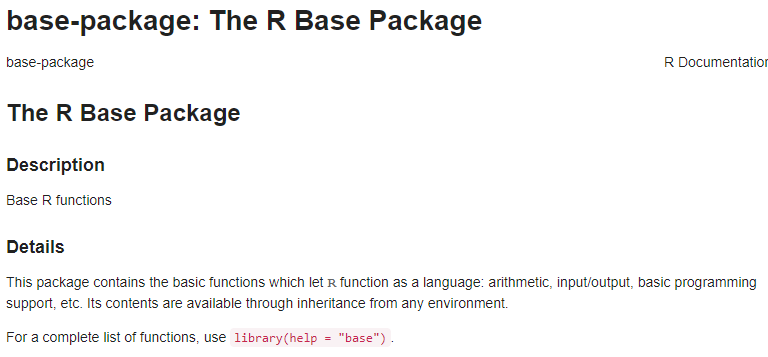 base-package: The R Base Package
base-package R Documentation
The R Base Package
Description
Base R functions
Details
This package contains the basic functions which let R function as a language: arithmetic, input/output, basic programming
support, etc. Its contents are available through inheritance from any environment.
For a complete list of functions, use library(help = "base") .